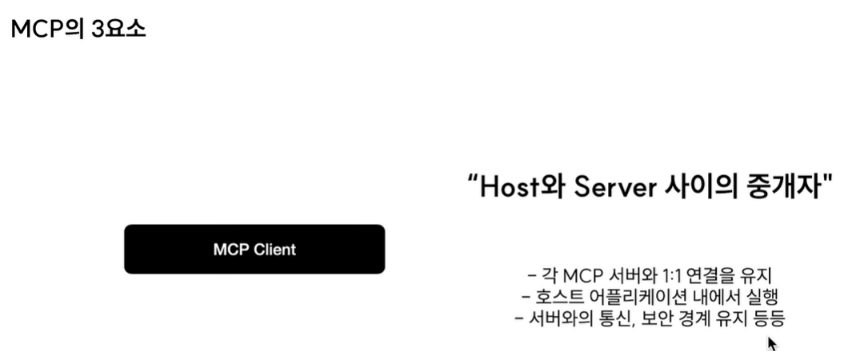 MCP의 3요소
“Host와 Server 사이의 중개자"
MCP Client
- 각 MCP 서버와 1:1 연결을 유지
- 호스트 어플리케이션 내에서 실행
- 서버와의 통신, 보안 경계 유지 등등